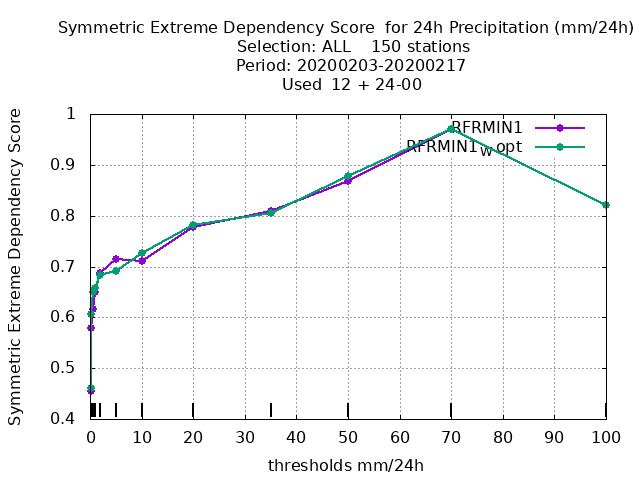 Symmetric Extreme Dependency Score  for 24h Precipitation (mm/24h)
Selection: ALL    150 stations
Period: 20200203-20200217
Used  12 + 24-00
Symmetric Extreme Dependency Score
1
0.9
0.8
0.7
0.6
0.5
0.4
RFRMIN1
RFRMIN1_wopt
0 10 20 30 40 50 60 70 80 90 100
thresholds mm/24h